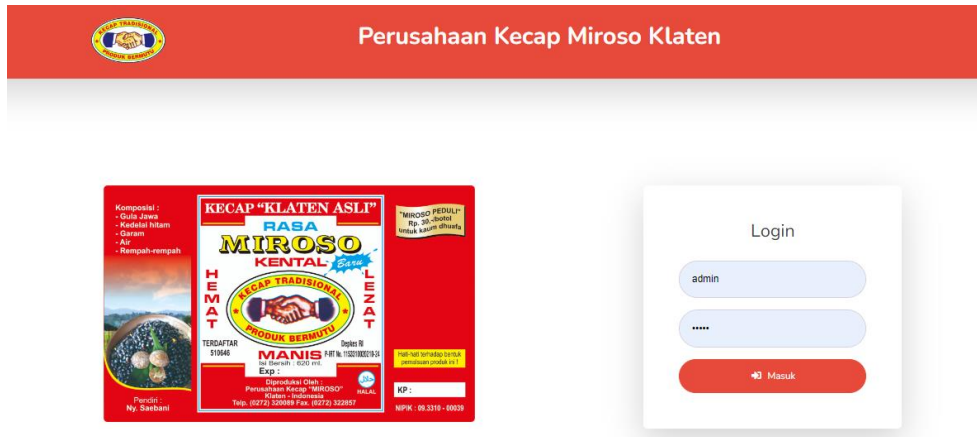 KECAP TRADISIONAL
PRODUK BERMUTU
Perusahaan Kecap Miroso Klaten
Komposisi :
- Gula Jawa
- Kedelai hitam
- Garam
- Air
- Rempah-rempah
Pendiri :
Ny. Saebani
KECAP "KLATEN ASLI"
RASA
MIROSO
KENTAL
Baru
HEMAT
LEZAT
KECAP TRADISIONAL
PRODUK BERMUTU
TERDAFTAR
510646
Depkes RI
MANIS
Isi Bersih : 620 ml.
Exp :
Diproduksi Oleh :
Perusahaan Kecap "MIROSO"
Klaten - Indonesia
Telp. (0272) 320089 Fax. (0272) 322857
HALAL
"MIROSO PEDULI"
Rp. 30,-/botol
untuk kaum dhuafa
Hati-hati terhadap bentuk
pemalsuan produk ini !
KP :
NIPIK : 09.3310 - 00039
Login
admin
•••••
Masuk